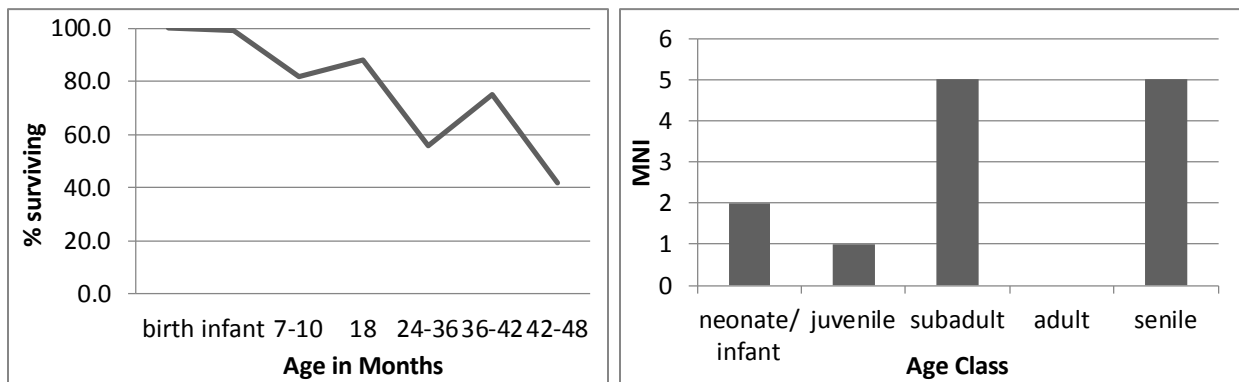 100.0
80.0
60.0
40.0
20.0
0.0
% surviving
birth infant 7-10 18 24-36 36-42 42-48
Age in Months
6
5
4
3
2
1
0
MNI
neonate/ infant juvenile subadult adult senile
Age Class